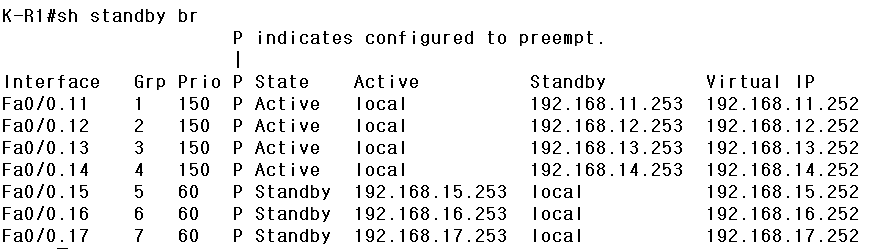 K-R1#sh standby br
P indicates configured to preempt.
|
Interface Grp Prio P State Active Standby Virtual IP
Fa0/0.11 1 150 P Active local 192.168.11.253 192.168.11.252
Fa0/0.12 2 150 P Active local 192.168.12.253 192.168.12.252
Fa0/0.13 3 150 P Active local 192.168.13.253 192.168.13.252
Fa0/0.14 4 150 P Active local 192.168.14.253 192.168.14.252
Fa0/0.15 5 60 P Standby 192.168.15.253 local 192.168.15.252
Fa0/0.16 6 60 P Standby 192.168.16.253 local 192.168.16.252
Fa0/0.17 7 60 P Standby 192.168.17.253 local 192.168.17.252